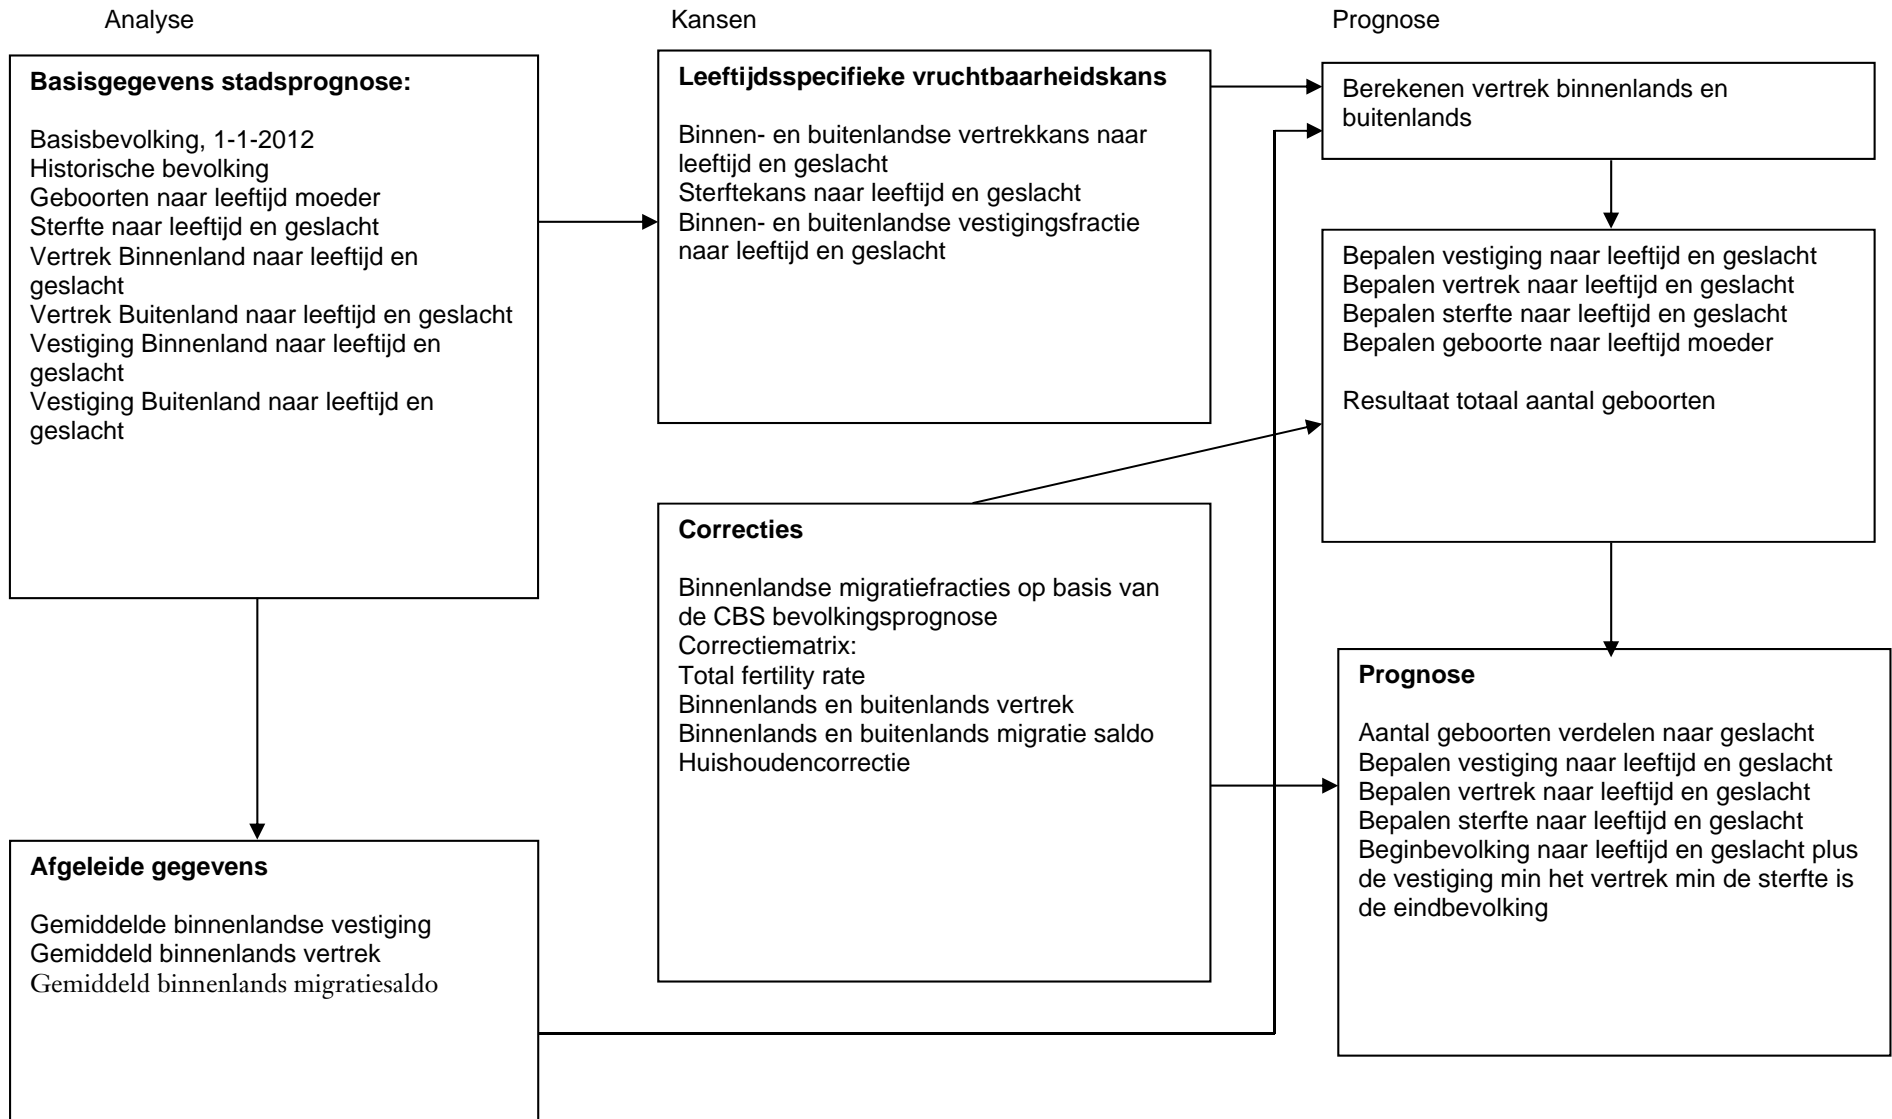 Analyse
Kansen
Prognose
Basisgegevens stadsprognose:
Basisbevolking, 1-1-2012
Historische bevolking
Geboorten naar leeftijd moeder
Sterfte naar leeftijd en geslacht
Vertrek Binnenland naar leeftijd en
geslacht
Vertrek Buitenland naar leeftijd en geslacht
Vestiging Binnenland naar leeftijd en
geslacht
Vestiging Buitenland naar leeftijd en
geslacht
Afgeleide gegevens
Gemiddelde binnenlandse vestiging
Gemiddeld binnenlands vertrek
Gemiddeld binnenlands migratiesaldo
Leeftijdsspecifieke vruchtbaarheidskans
Binnen- en buitenlandse vertrekkans naar
leeftijd en geslacht
Sterftekans naar leeftijd en geslacht
Binnen- en buitenlandse vestigingsfractie
naar leeftijd en geslacht
Correcties
Binnenlandse migratiefracties op basis van
de CBS bevolkingsprognose
Correctiematrix:
Total fertility rate
Binnenlands en buitenlands vertrek
Binnenlands en buitenlands migratie saldo
Huishoudencorrectie
Berekenen vertrek binnenlands en
buitenlands
Bepalen vestiging naar leeftijd en geslacht
Bepalen vertrek naar leeftijd en geslacht
Bepalen sterfte naar leeftijd en geslacht
Bepalen geboorte naar leeftijd moeder
Resultaat totaal aantal geboorten
Prognose
Aantal geboorten verdelen naar geslacht
Bepalen vestiging naar leeftijd en geslacht
Bepalen vertrek naar leeftijd en geslacht
Bepalen sterfte naar leeftijd en geslacht
Beginbevolking naar leeftijd en geslacht plus
de vestiging min het vertrek min de sterfte is
de eindbevolking